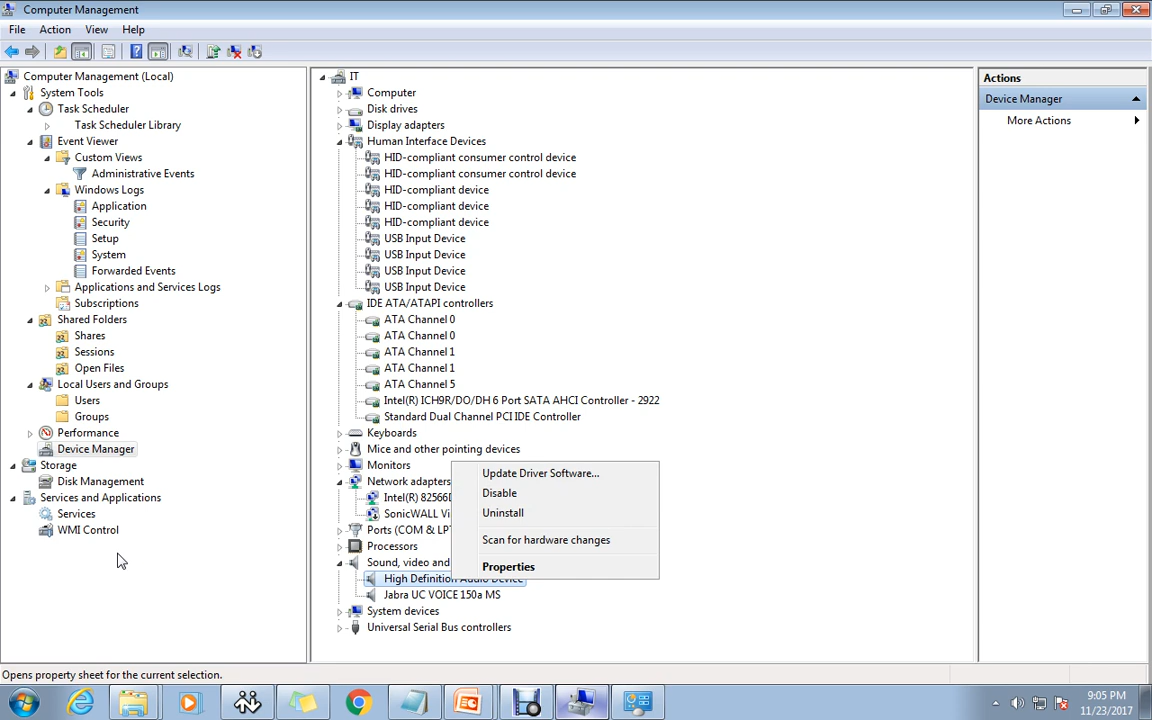 Computer Management
File Action View Help
Computer Management (Local)
System Tools
Task Scheduler
Task Scheduler Library
Event Viewer
Custom Views
Administrative Events
Windows Logs
Application
Security
Setup
System
Forwarded Events
Applications and Services Logs
Subscriptions
Shared Folders
Shares
Sessions
Open Files
Local Users and Groups
Users
Groups
Performance
Device Manager
Storage
Disk Management
Services and Applications
Services
WMI Control
IT
Computer
Disk drives
Display adapters
Human Interface Devices
HID-compliant consumer control device
HID-compliant consumer control device
HID-compliant device
HID-compliant device
HID-compliant device
USB Input Device
USB Input Device
USB Input Device
USB Input Device
IDE ATA/ATAPI controllers
ATA Channel 0
ATA Channel 0
ATA Channel 1
ATA Channel 1
ATA Channel 5
Intel(R) ICH9R/DO/DH 6 Port SATA AHCI Controller - 2922
Standard Dual Channel PCI IDE Controller
Keyboards
Mice and other pointing devices
Monitors
Network adapters
Intel(R) 82566
SonicWALL Vi
Ports (COM & LPT
Processors
Sound, video and
High Definition Audio Device
Jabra UC VOICE 150a MS
System devices
Universal Serial Bus controllers
Update Driver Software...
Disable
Uninstall
Scan for hardware changes
Properties
Actions
Device Manager
More Actions
Opens property sheet for the current selection.
9:05 PM
11/23/2017